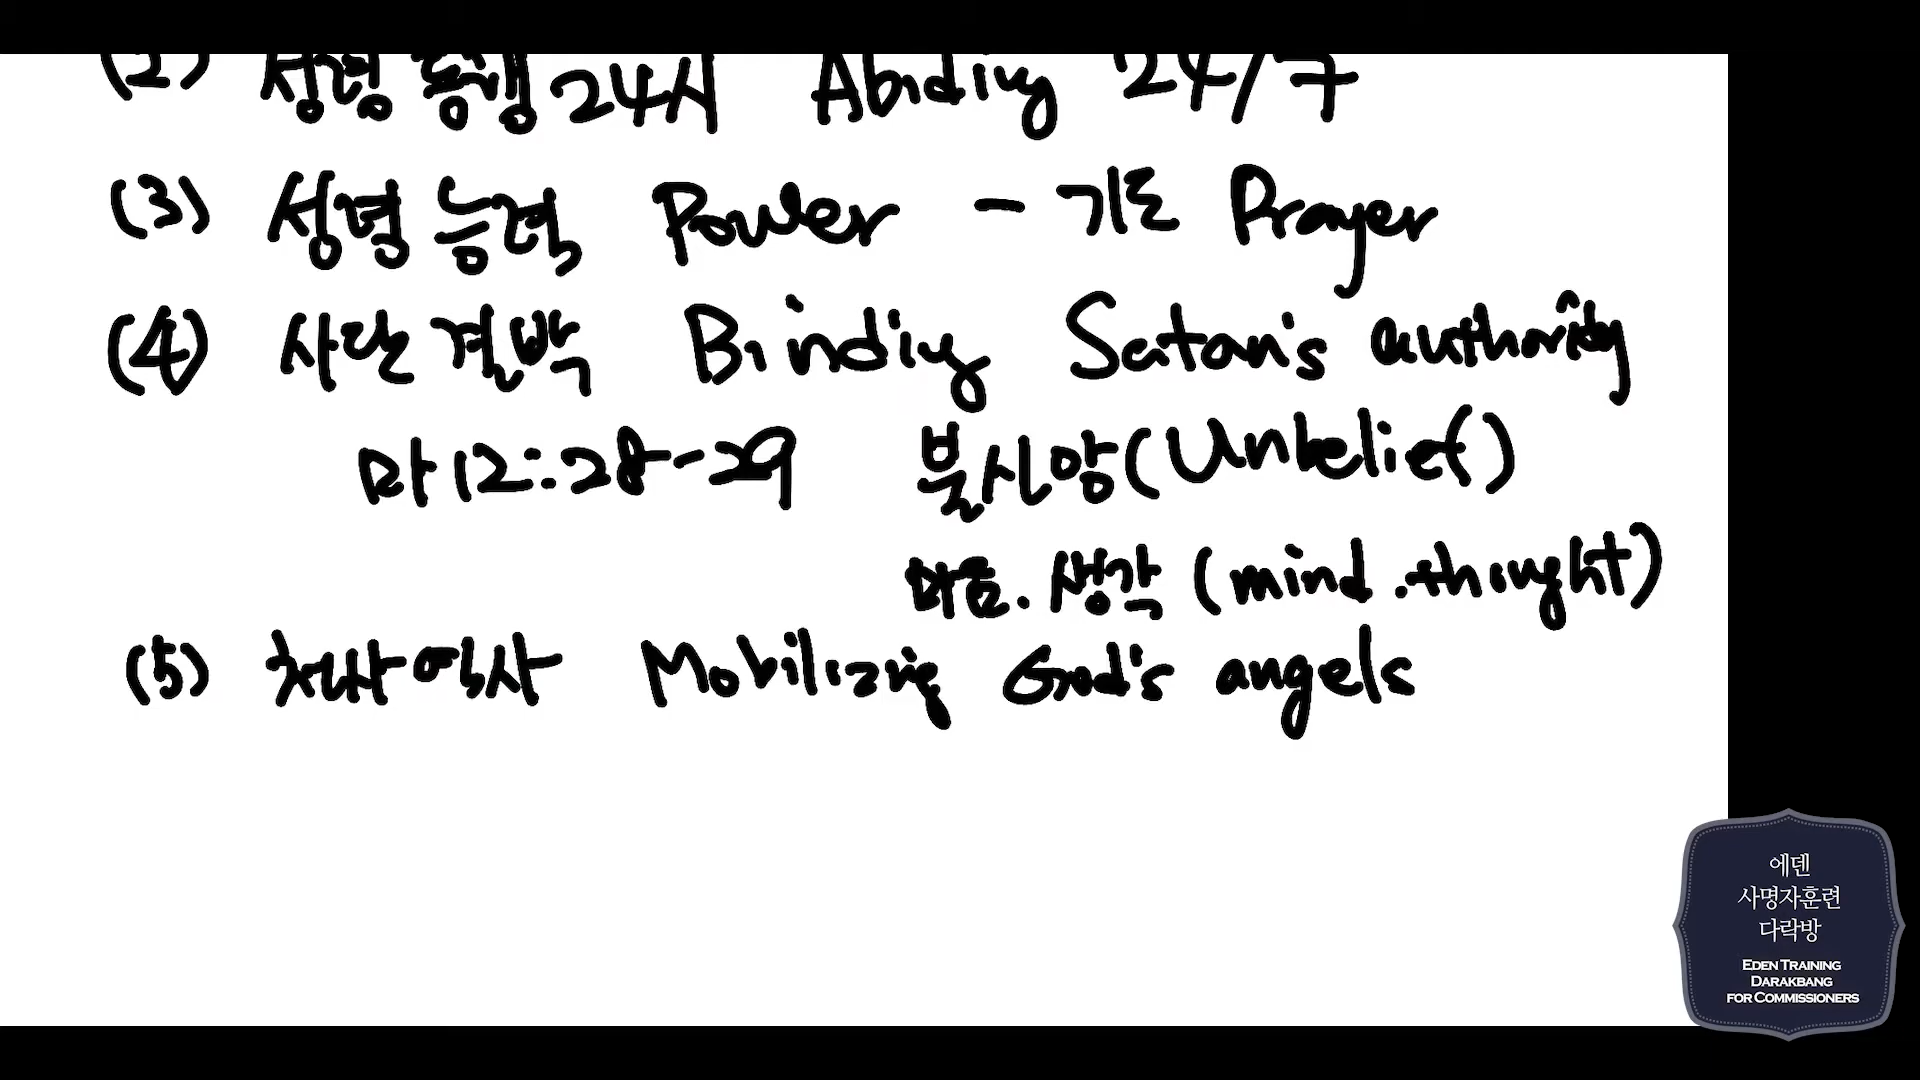 (2) 성령 동행 24시 Abiding 24/7
(3) 성령 능력 Power - 기도 Prayer
(4) 사단 결박 Binding Satan's authority
마 12:28-29 불신앙 (Unbelief)
마음. 생각 (mind. thought)
(5) 천사 역사 Mobilizing God's angels
에덴
사명자훈련
다락방
EDEN TRAINING
DARAKBANG
FOR COMMISSIONERS